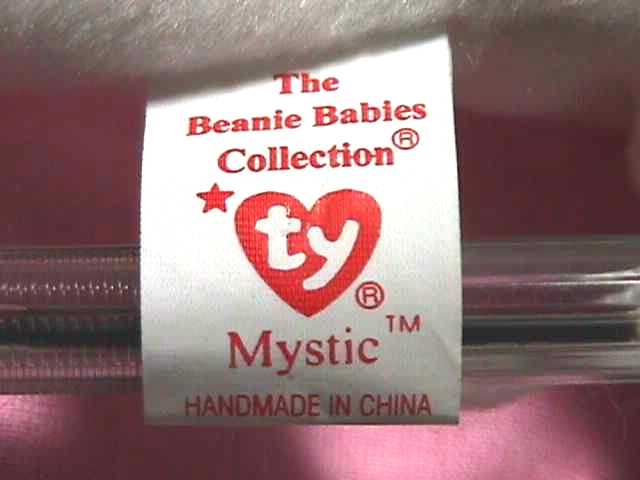 The
Beanie Babies
Collection®
ty®
Mystic™
HANDMADE IN CHINA